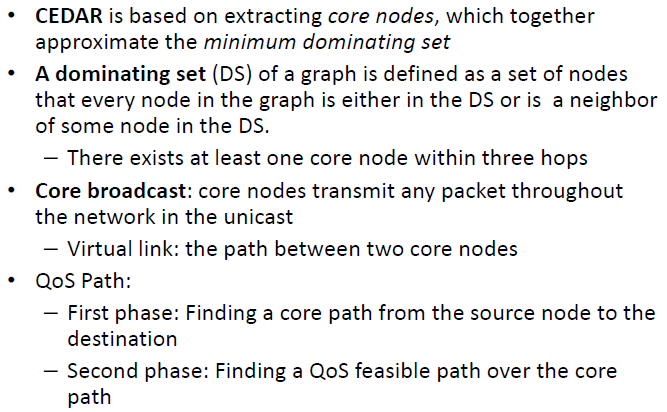 • CEDAR is based on extracting core nodes, which together
approximate the minimum dominating set
• A dominating set (DS) of a graph is defined as a set of nodes
that every node in the graph is either in the DS or is a neighbor
of some node in the DS.
– There exists at least one core node within three hops
• Core broadcast: core nodes transmit any packet throughout
the network in the unicast
– Virtual link: the path between two core nodes
• QoS Path:
– First phase: Finding a core path from the source node to the
destination
– Second phase: Finding a QoS feasible path over the core
path